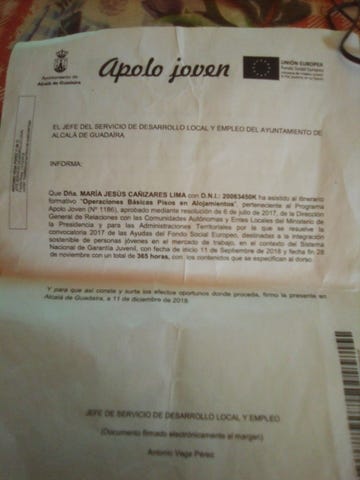 Apolo joven
Ayuntamiento de
Alcalá de Guadaíra
UNIÓN EUROPEA
Fondo Social Europeo
EL JEFE DEL SERVICIO DE DESARROLLO LOCAL Y EMPLEO DEL AYUNTAMIENTO DE
ALCALÁ DE GUADAÍRA
INFORMA:
Que Dña. MARÍA JESÚS CAÑIZARES LIMA con D.N.I.: 20083450K ha asistido al itinerario
formativo “Operaciones Básicas Pisos en Alojamientos”, perteneciente al Programa
Apolo Joven (Nº 1186), aprobado mediante resolución de 6 de julio de 2017, de la Dirección
General de Relaciones con las Comunidades Autónomas y Entes Locales del Ministerio de
la Presidencia y para las Administraciones Territoriales por la que se resuelve la
convocatoria 2017 de las Ayudas del Fondo Social Europeo, destinadas a la integración
sostenible de personas jóvenes en el mercado de trabajo, en el contexto del Sistema
Nacional de Garantía Juvenil, con fecha de inicio 11 de Septiembre de 2018 y fecha fin 28
de noviembre con un total de 365 horas, con los contenidos que se especifican al dorso.
Y para que así conste y surta los efectos oportunos donde proceda, firmo la presente en
Alcalá de Guadaíra, a 11 de diciembre de 2018.
JEFE DE SERVICIO DE DESARROLLO LOCAL Y EMPLEO.
(Documento firmado electrónicamente al margen)
Antonio Vega Pérez